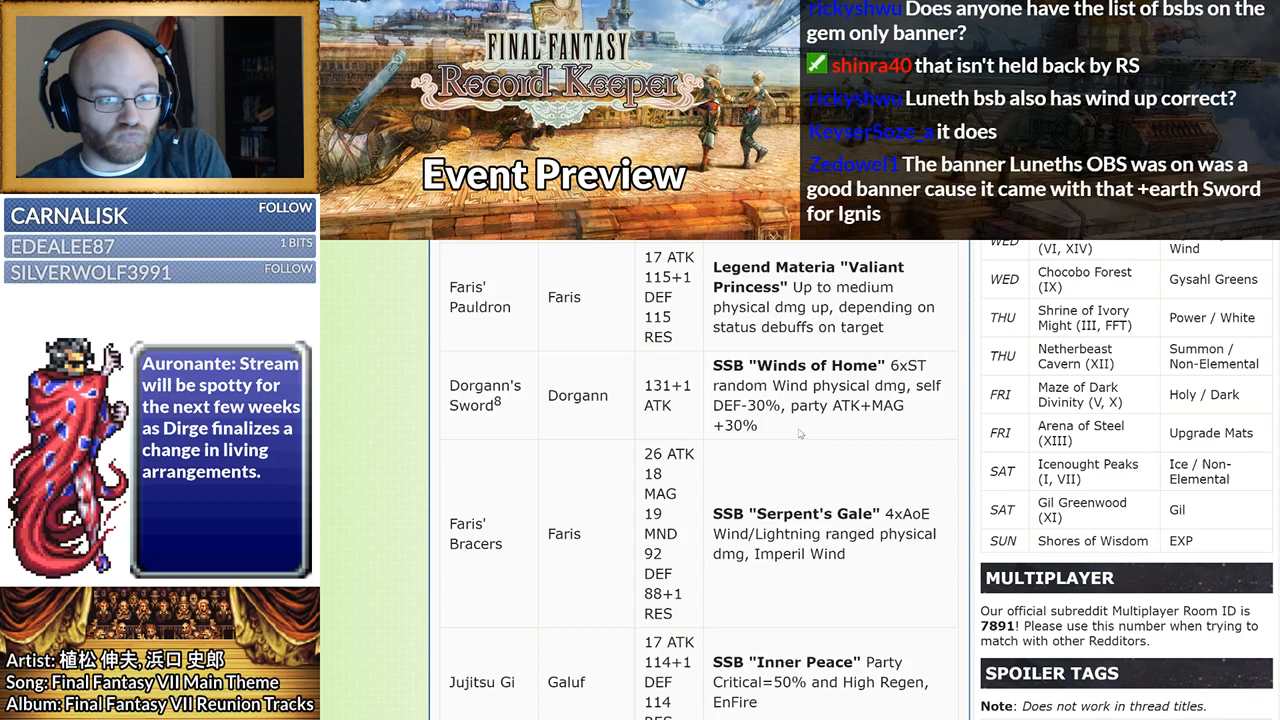 FINAL FANTASY
Record Keeper
Event Preview
rickyshwu Does anyone have the list of bsbs on the
gem only banner?
shinra40 that isn't held back by RS
rickyshwu Luneth bsb also has wind up correct?
KeyserSoze_a it does
Zedowel1 The banner Luneths OBS was on was a
good banner cause it came with that +earth Sword
for Ignis
CARNALISK FOLLOW
EDEALEE87 1 BITS
SILVERWOLF3991 FOLLOW
Auronante: Stream
will be spotty for
the next few weeks
as Dirge finalizes a
change in living
arrangements.
Artist: 植松 伸夫, 浜口 史郎
Song: Final Fantasy VII Main Theme
Album: Final Fantasy VII Reunion Tracks
Faris'
Pauldron
Faris
17 ATK
115+1
DEF
115
RES
Legend Materia "Valiant
Princess" Up to medium
physical dmg up, depending on
status debuffs on target
Dorgann's
Sword8
Dorgann
131+1
ATK
SSB "Winds of Home" 6xST
random Wind physical dmg, self
DEF-30%, party ATK+MAG
+30%
Faris'
Bracers
Faris
26 ATK
18
MAG
19
MND
92
DEF
88+1
RES
SSB "Serpent's Gale" 4xAoE
Wind/Lightning ranged physical
dmg, Imperil Wind
Jujitsu Gi
Galuf
17 ATK
114+1
DEF
114
RES
SSB "Inner Peace" Party
Critical=50% and High Regen,
EnFire
WED
(VI, XIV)
Wind
WED
Chocobo Forest
(IX)
Gysahl Greens
THU
Shrine of Ivory
Might (III, FFT)
Power / White
THU
Netherbeast
Cavern (XII)
Summon /
Non-Elemental
FRI
Maze of Dark
Divinity (V, X)
Holy / Dark
FRI
Arena of Steel
(XIII)
Upgrade Mats
SAT
Icenought Peaks
(I, VII)
Ice / Non-
Elemental
SAT
Gil Greenwood
(XI)
Gil
SUN
Shores of Wisdom
EXP
MULTIPLAYER
Our official subreddit Multiplayer Room ID is
7891! Please use this number when trying to
match with other Redditors.
SPOILER TAGS
Note: Does not work in thread titles.